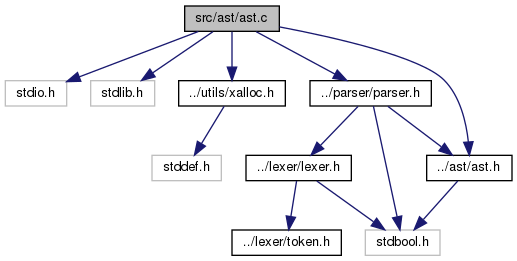 src/ast/ast.c
stdio.h
stdlib.h
../utils/xalloc.h
../parser/parser.h
stddef.h
../lexer/lexer.h
../ast/ast.h
../lexer/token.h
stdbool.h